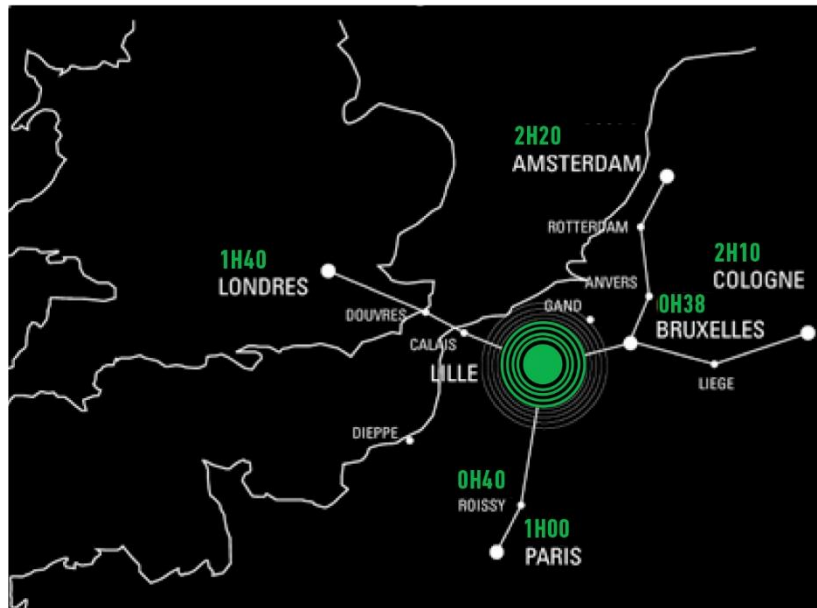 2H20
AMSTERDAM
ROTTERDAM
2H10
COLOGNE
1H40
LONDRES
ANVERS
0H38
BRUXELLES
GAND
DOUVRES
CALAIS
LILLE
LIEGE
DIEPPE
0H40
ROISSY
1H00
PARIS